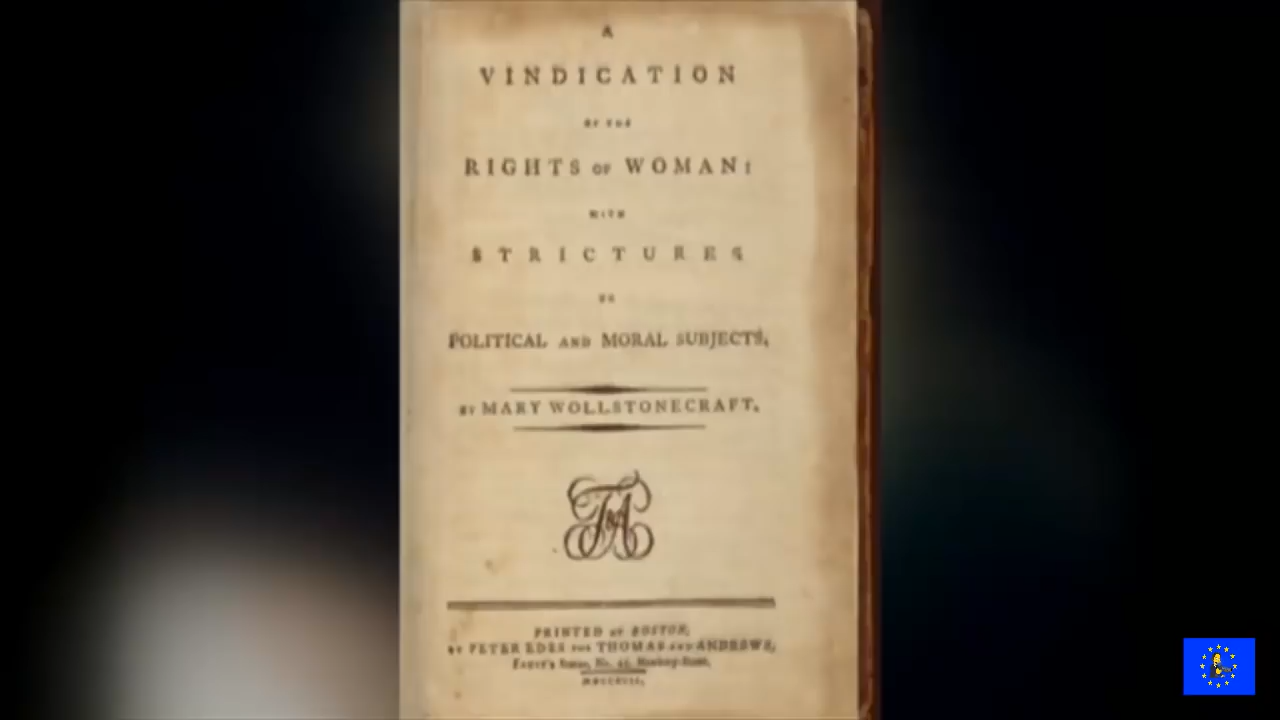 A
VINDICATION
OF THE
RIGHTS OF WOMAN:
WITH
STRICTURES
ON
POLITICAL AND MORAL SUBJECTS,
BY MARY WOLLSTONECRAFT.
PRINTED AT BOSTON,
BY PETER EDES FOR THOMAS AND ANDREWS,